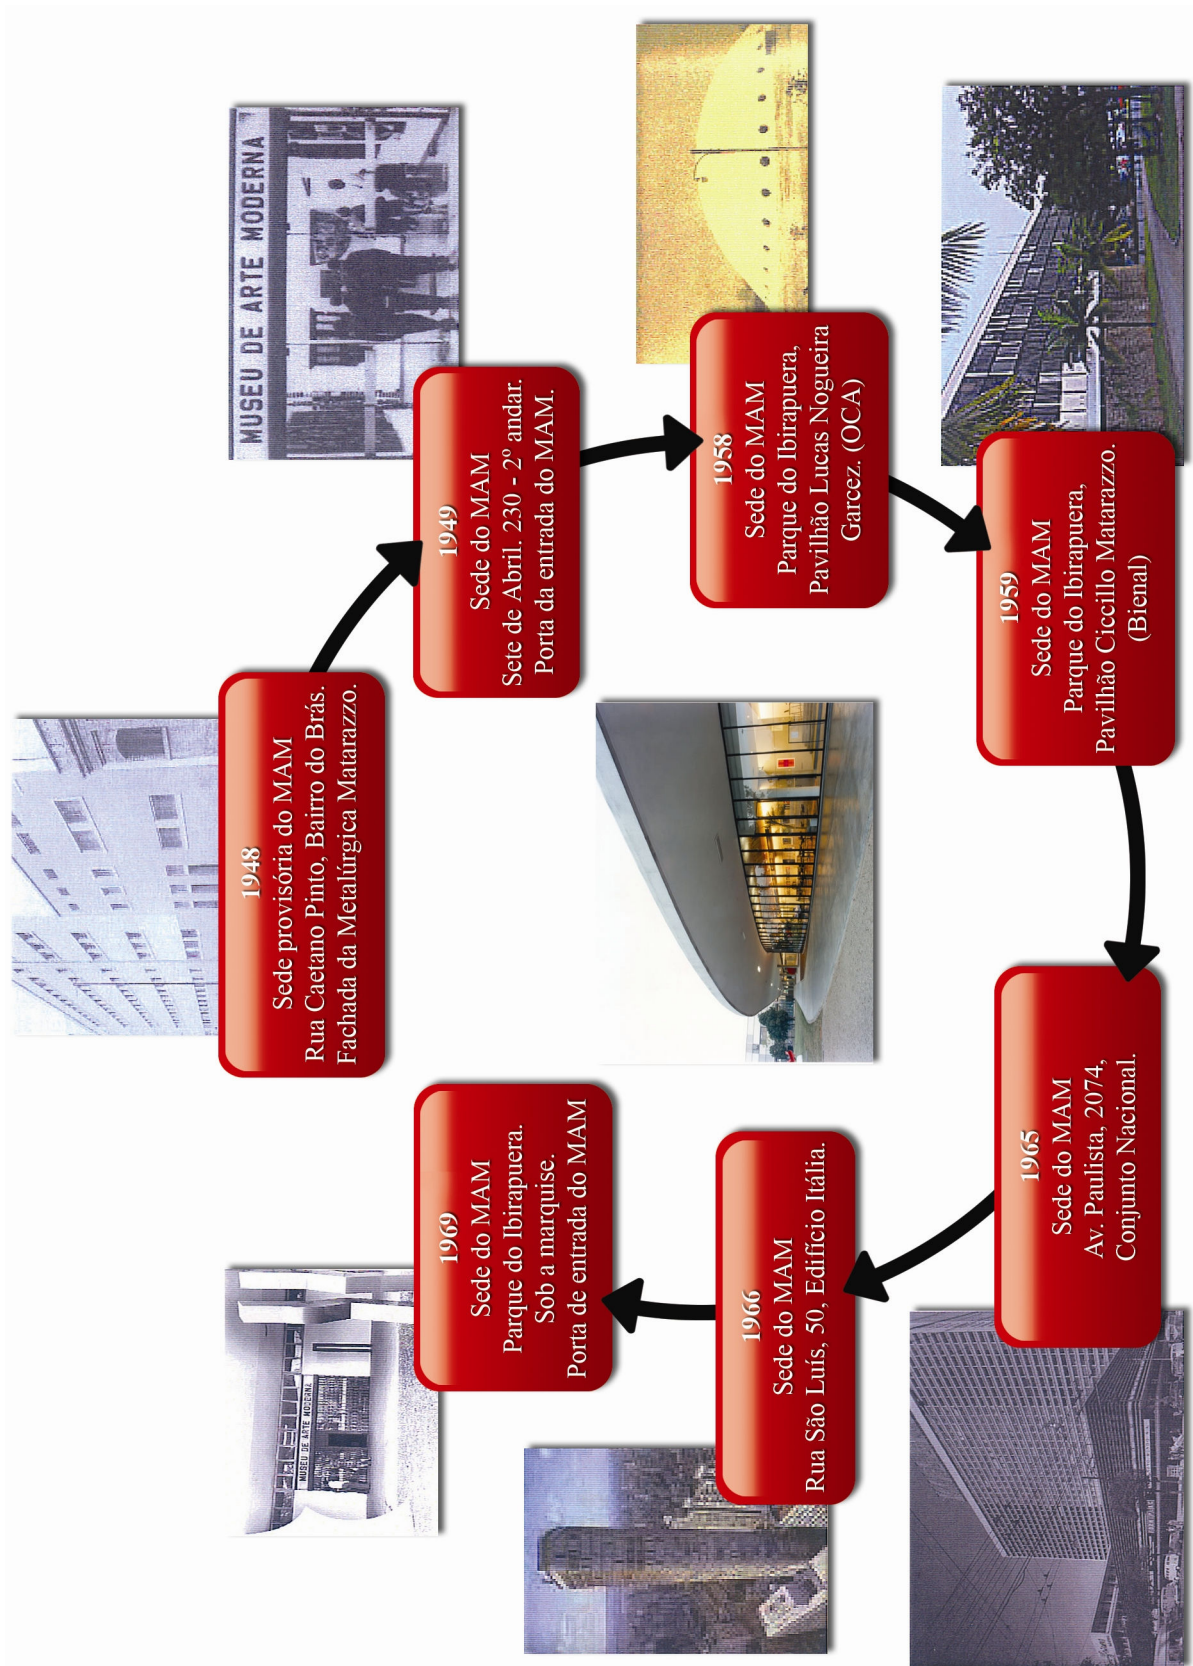 1948
Sede provisória do MAM
Rua Caetano Pinto, Bairro do Brás.
Fachada da Metalúrgica Matarazzo.
MUSEU DE ARTE MODERNA
1949
Sede do MAM
Sete de Abril. 230 - 2º andar.
Porta da entrada do MAM.
1958
Sede do MAM
Parque do Ibirapuera,
Pavilhão Lucas Nogueira
Garcez. (OCA)
1959
Sede do MAM
Parque do Ibirapuera,
Pavilhão Ciccillo Matarazzo.
(Bienal)
1965
Sede do MAM
Av. Paulista, 2074,
Conjunto Nacional.
1966
Sede do MAM
Rua São Luís, 50, Edifício Itália.
1969
Sede do MAM
Parque do Ibirapuera.
Sob a marquise.
Porta de entrada do MAM
MUSEU DE ARTE MODERNA